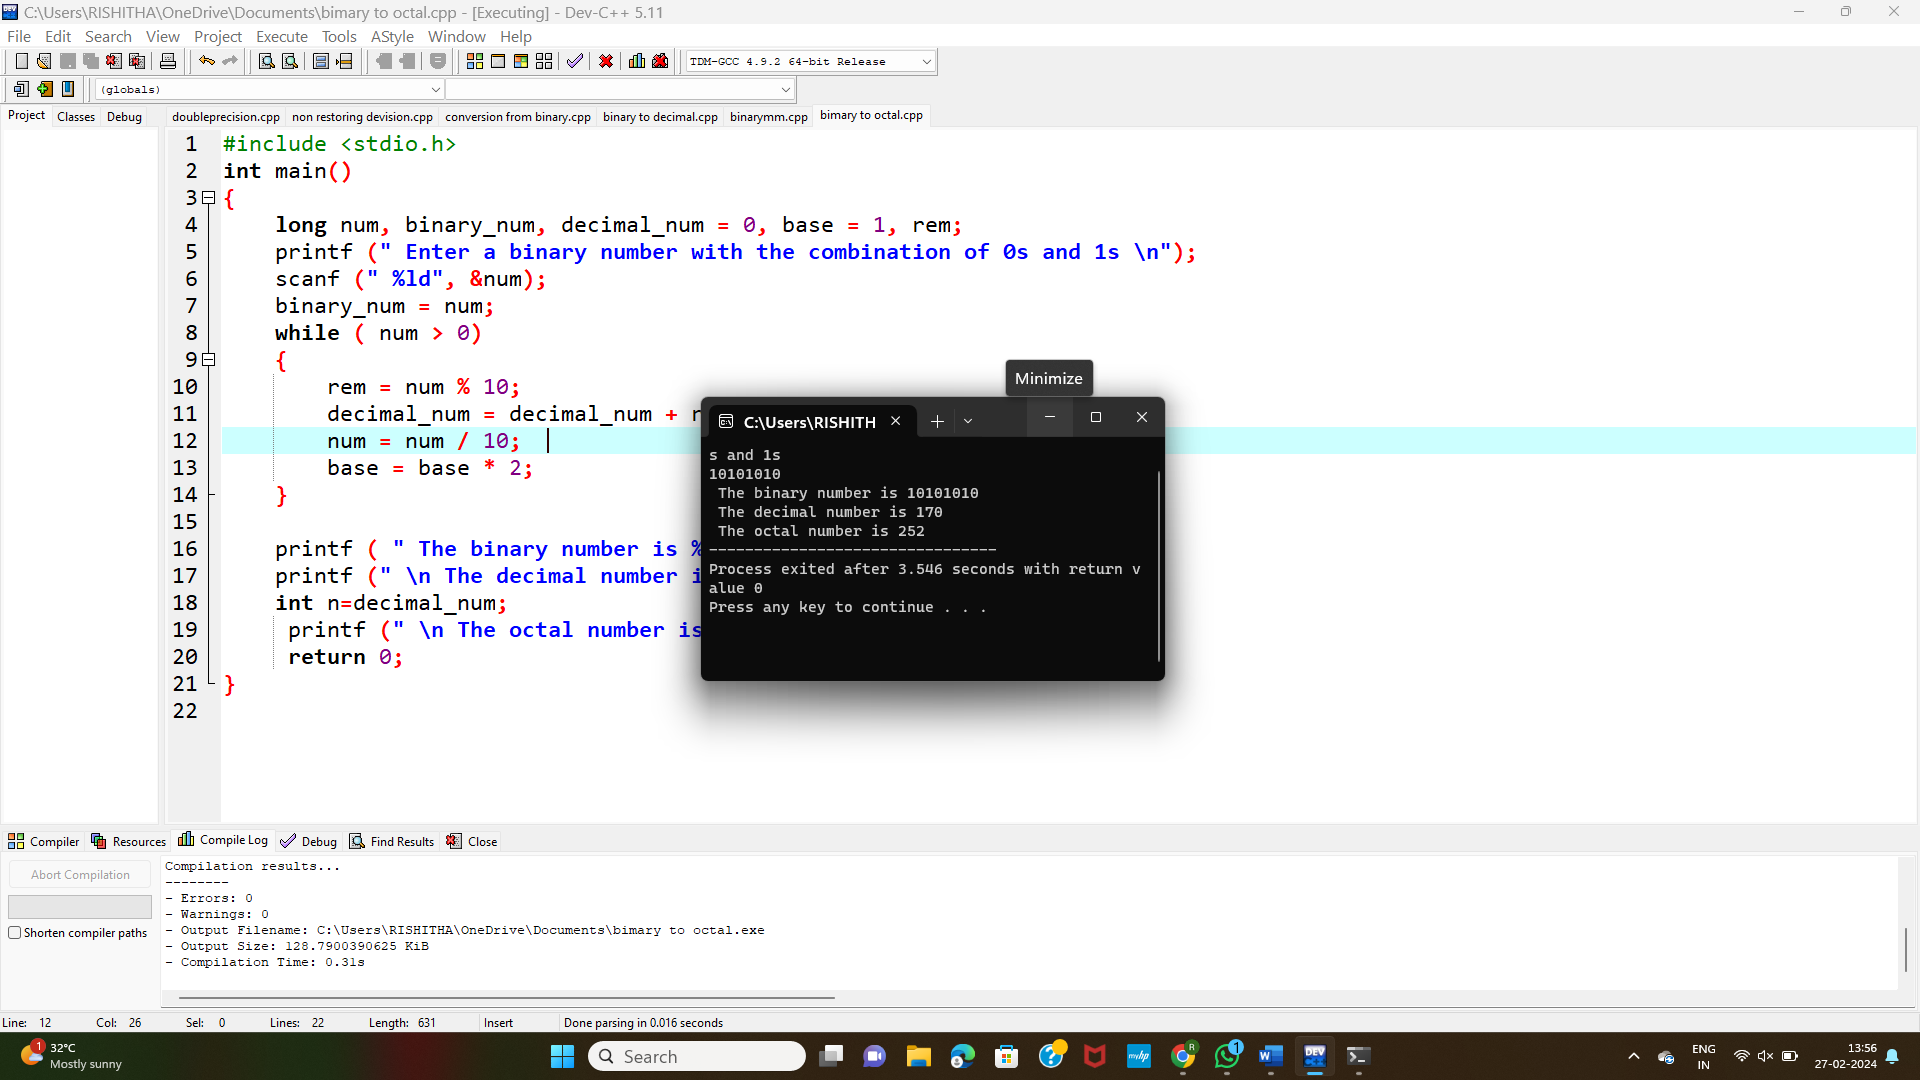 C:\Users\RISHITHA\OneDrive\Documents\bimary to octal.cpp - [Executing] - Dev-C++ 5.11
File Edit Search View Project Execute Tools AStyle Window Help
TDM-GCC 4.9.2 64-bit Release
(globals)
Project Classes Debug
doubleprecision.cpp non restoring devision.cpp conversion from binary.cpp binary to decimal.cpp binarymm.cpp bimary to octal.cpp
1 #include <stdio.h>
2 int main()
3 {
4 long num, binary_num, decimal_num = 0, base = 1, rem;
5 printf (" Enter a binary number with the combination of 0s and 1s \n");
6 scanf (" %ld", &num);
7 binary_num = num;
8 while ( num > 0)
9 {
10 rem = num % 10;
11 decimal_num = decimal_num + r
12 num = num / 10;
13 base = base * 2;
14 }
15
16 printf ( " The binary number is %
17 printf (" \n The decimal number i
18 int n=decimal_num;
19 printf (" \n The octal number is
20 return 0;
21 }
22
Minimize
C:\Users\RISHITH
s and 1s
10101010
The binary number is 10101010
The decimal number is 170
The octal number is 252
--------------------------------
Process exited after 3.546 seconds with return v
alue 0
Press any key to continue . . .
Compiler Resources Compile Log Debug Find Results Close
Abort Compilation
Shorten compiler paths
Compilation results...
--------
- Errors: 0
- Warnings: 0
- Output Filename: C:\Users\RISHITHA\OneDrive\Documents\bimary to octal.exe
- Output Size: 128.7900390625 KiB
- Compilation Time: 0.31s
Line: 12 Col: 26 Sel: 0 Lines: 22 Length: 631 Insert Done parsing in 0.016 seconds
1
32°C
Mostly sunny
Search
myhp
R
1
DEV
ENG
IN
13:56
27-02-2024